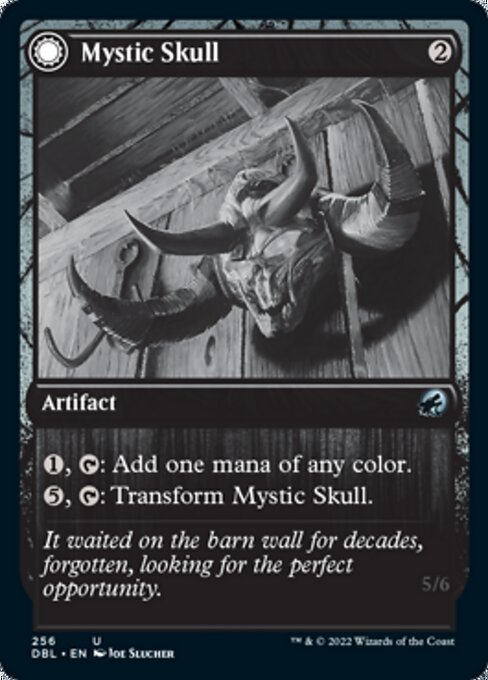 Mystic Skull 2
Artifact
1, T: Add one mana of any color.
5, T: Transform Mystic Skull.
It waited on the barn wall for decades,
forgotten, looking for the perfect
opportunity.
5/6
256 U
DBL • EN Joe Slucher
™ & © 2022 Wizards of the Coast